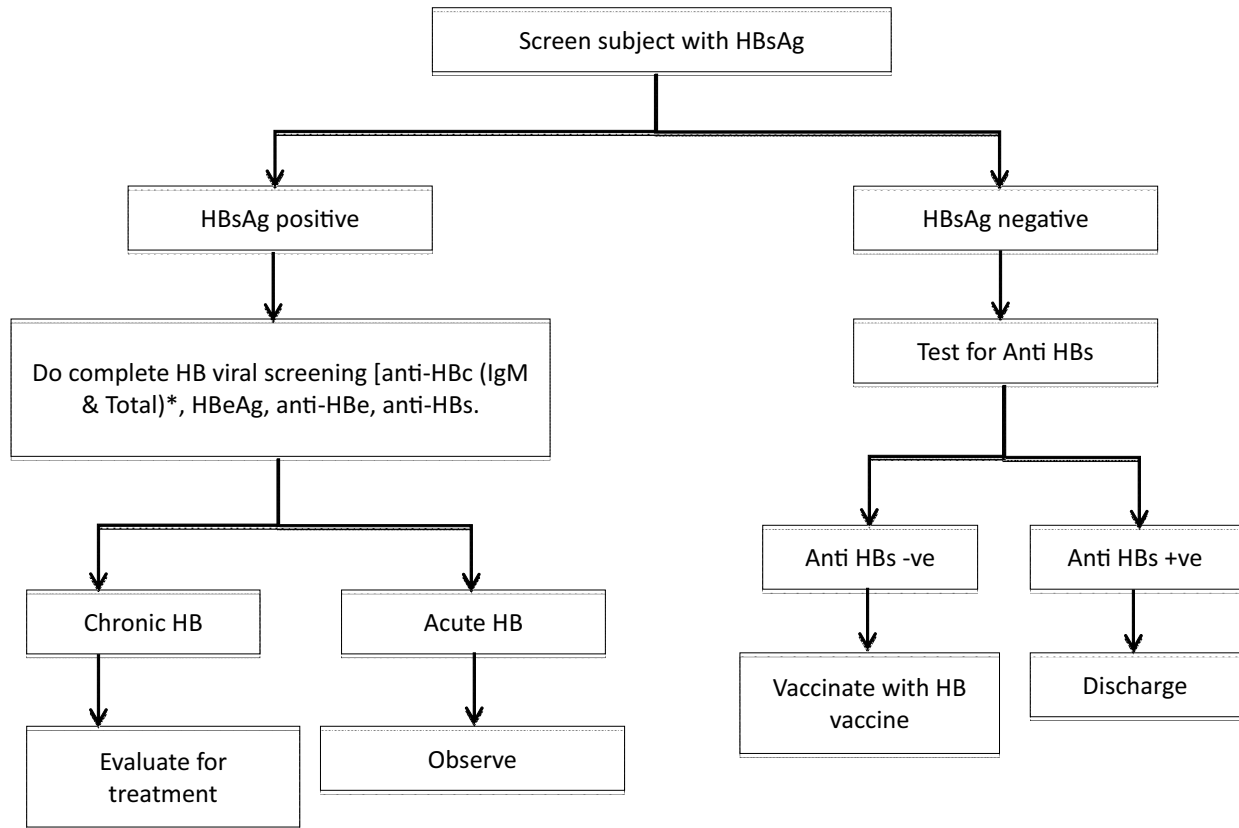 Screen subject with HBsAg
HBsAg positive
HBsAg negative
Do complete HB viral screening [anti-HBc (IgM
& Total)*, HBeAg, anti-HBe, anti-HBs.
Test for Anti HBs
Anti HBs -ve
Anti HBs +ve
Chronic HB
Acute HB
Vaccinate with HB
vaccine
Discharge
Evaluate for
treatment
Observe